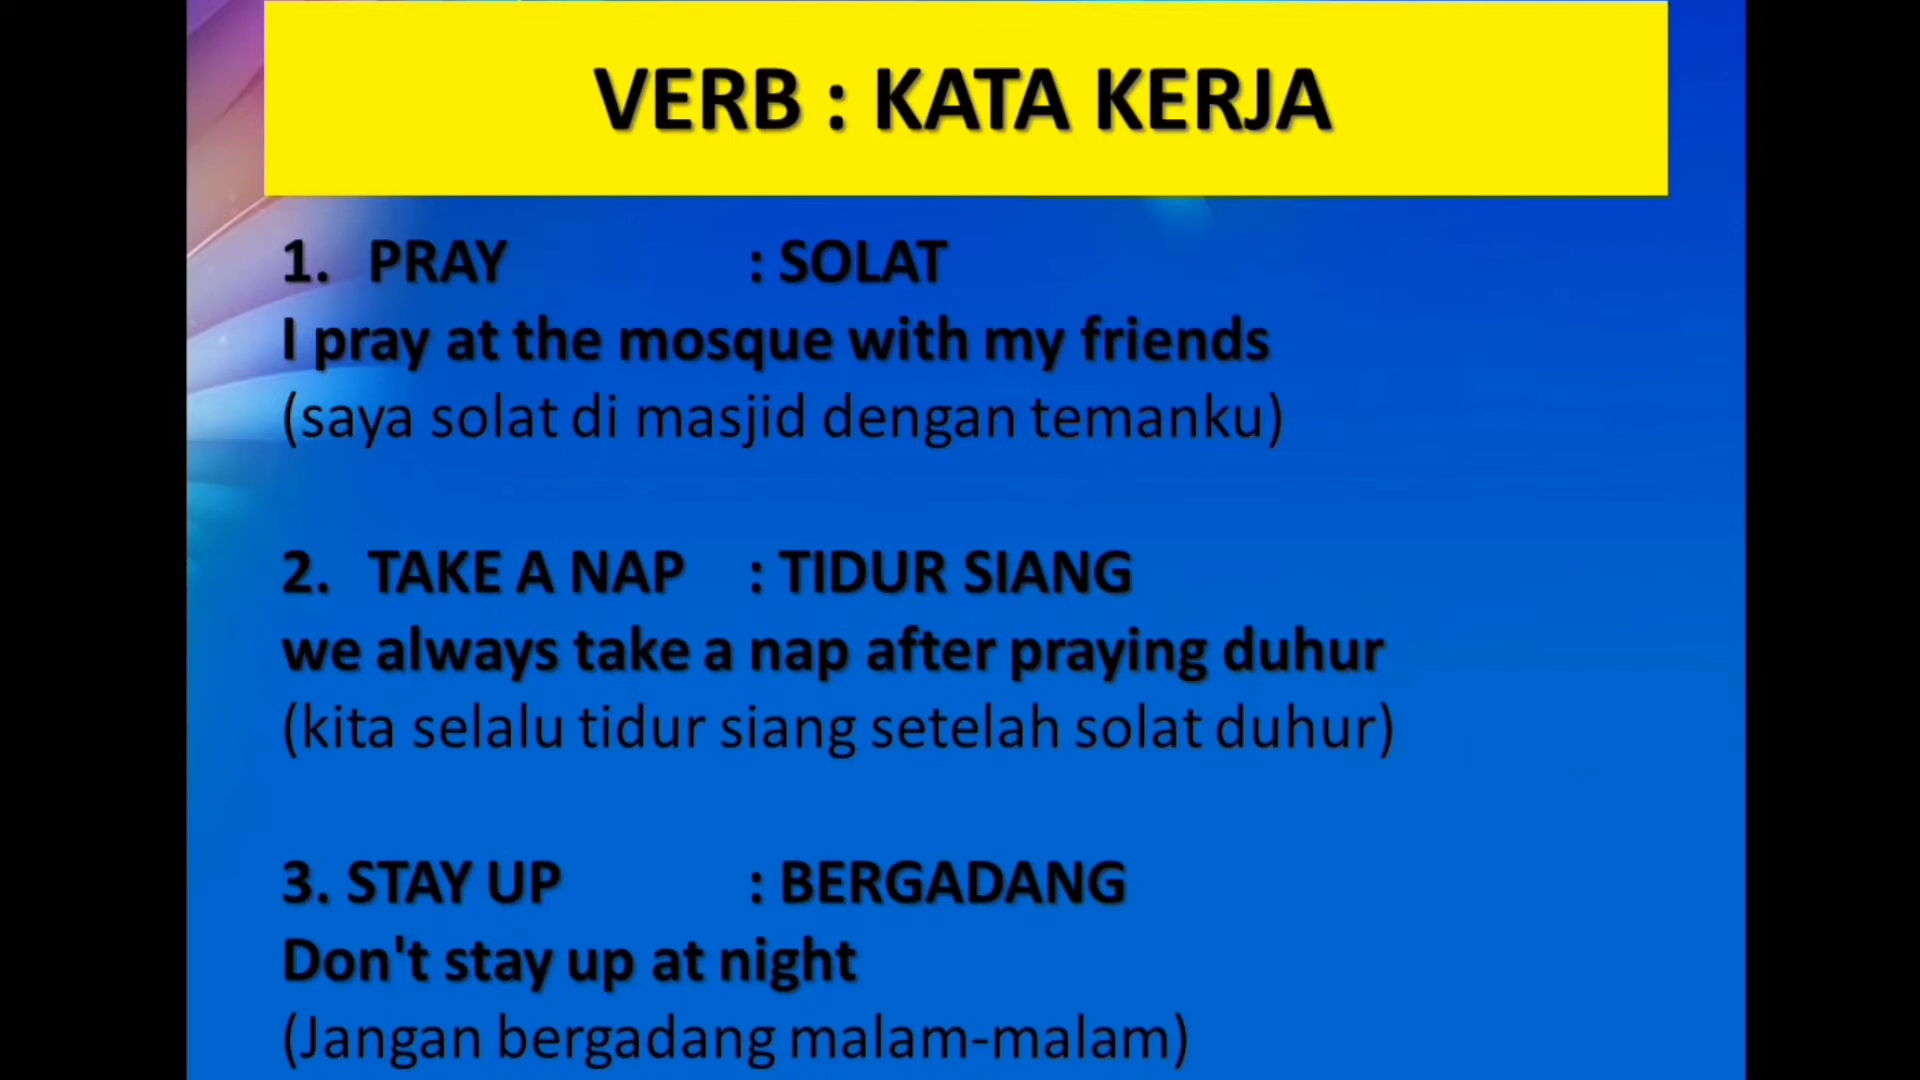 VERB : KATA KERJA
1. PRAY : SOLAT
I pray at the mosque with my friends
(saya solat di masjid dengan temanku)
2. TAKE A NAP : TIDUR SIANG
we always take a nap after praying duhur
(kita selalu tidur siang setelah solat duhur)
3. STAY UP : BERGADANG
Don't stay up at night
(Jangan bergadang malam-malam)